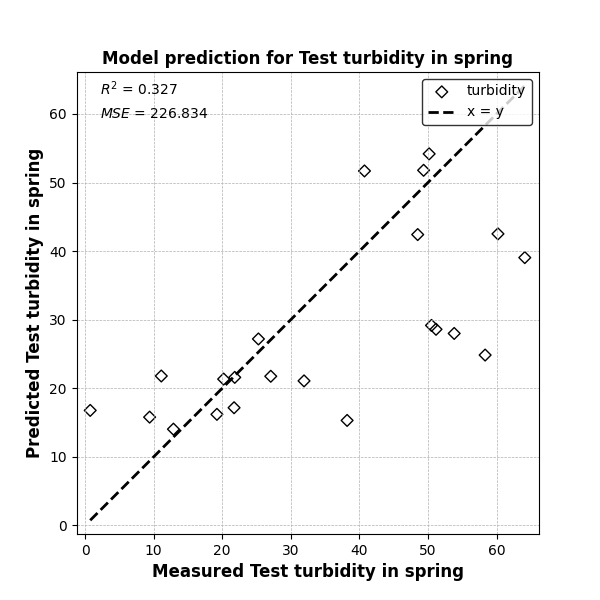 Model prediction for Test turbidity in spring
R² = 0.327
MSE = 226.834
turbidity
x = y
Predicted Test turbidity in spring
60
50
40
30
20
10
0
0 10 20 30 40 50 60
Measured Test turbidity in spring